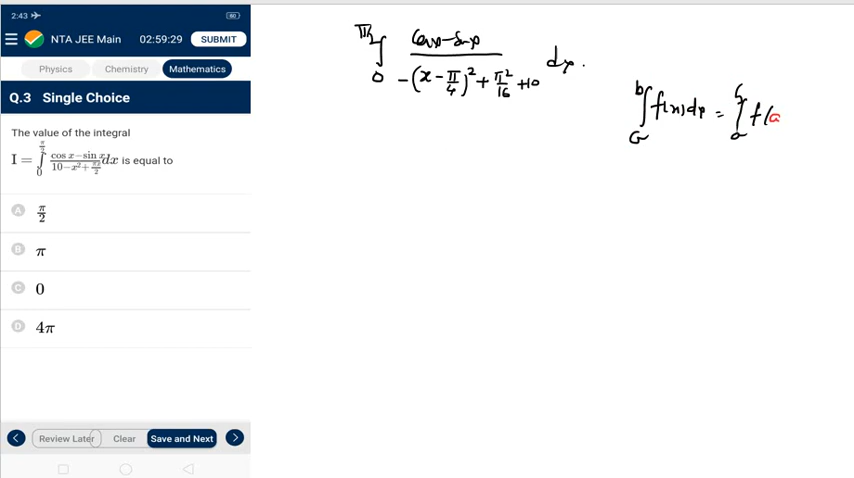 2:43
60
NTA JEE Main
02:59:29
SUBMIT
Physics
Chemistry
Mathematics
Q.3 Single Choice
The value of the integral
I = ∫₀^{π/2} (cos x − sin x)/(10 − x² + πx/2) dx is equal to
A π/2
B π
C 0
D 4π
Review Later
Clear
Save and Next
∫₀^{π/2} (cos x − sin x)/(−(x − π/4)² + π²/16 + 10) dx.
∫ₐ^b f(x) dx = ∫ₐ^b f(a